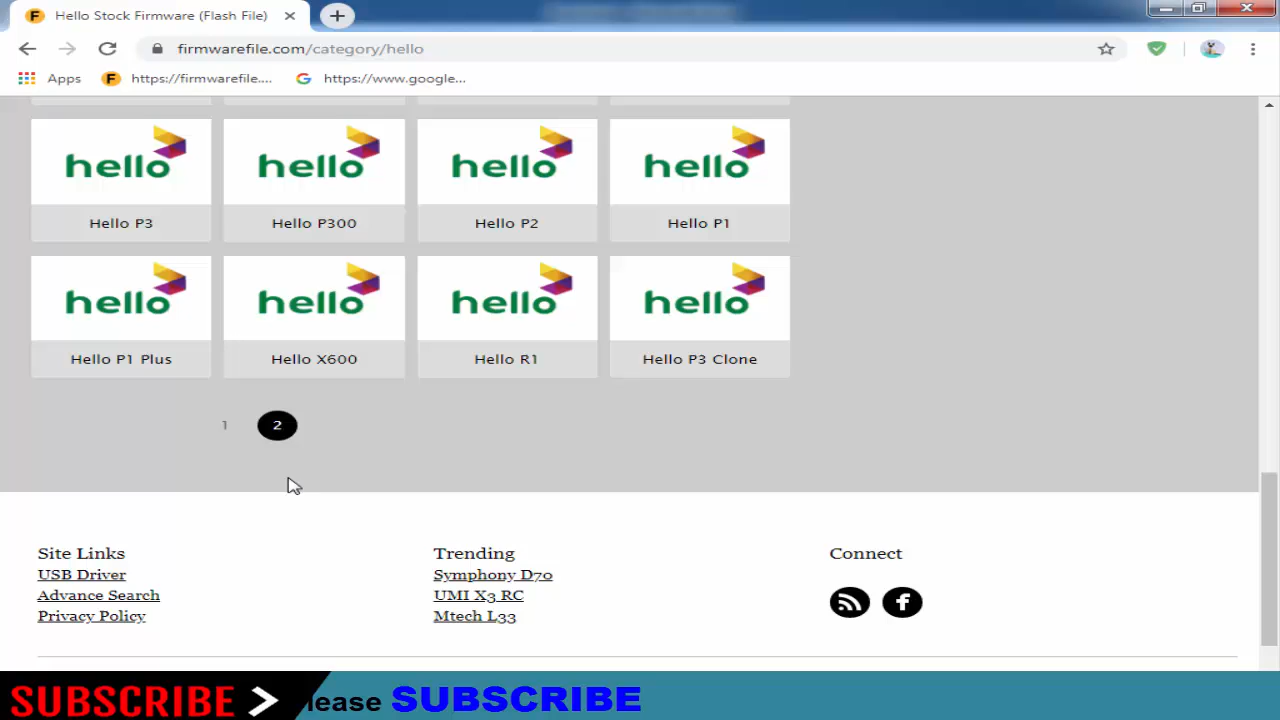 Hello Stock Firmware (Flash File)
firmwarefile.com/category/hello
Apps https://firmwarefile.... https://www.google...
hello hello hello hello
Hello P3 Hello P300 Hello P2 Hello P1
hello hello hello hello
Hello P1 Plus Hello X600 Hello R1 Hello P3 Clone
1 2
Site Links Trending Connect
USB Driver Symphony D70
Advance Search UMI X3 RC
Privacy Policy Mtech L33
SUBSCRIBE lease SUBSCRIBE